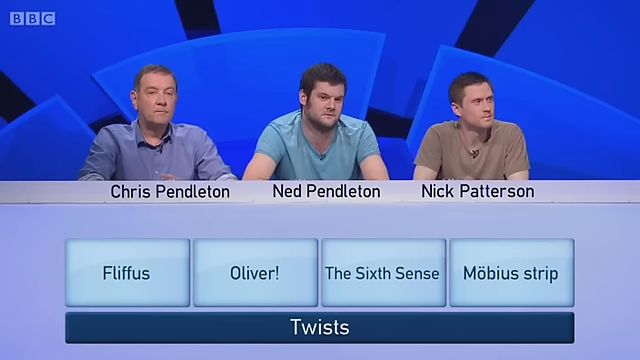 BBC
Chris Pendleton
Ned Pendleton
Nick Patterson
Fliffus
Oliver!
The Sixth Sense
Möbius strip
Twists